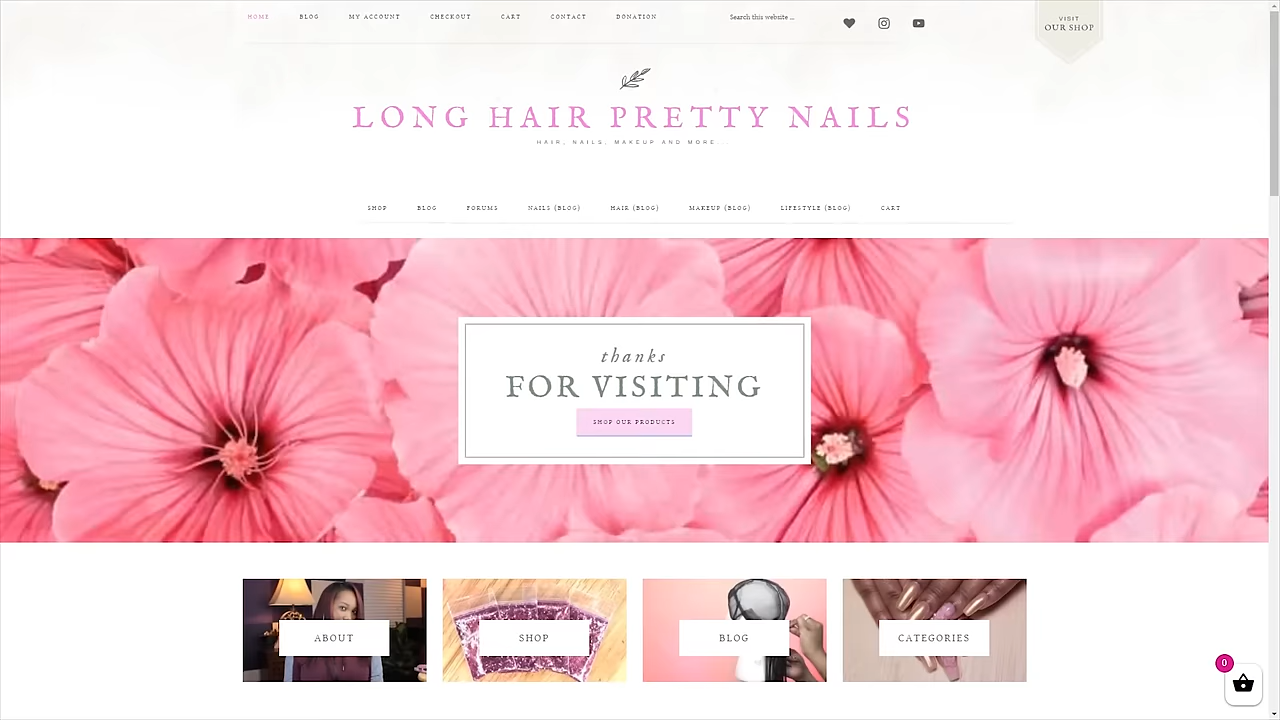 HOME BLOG MY ACCOUNT CHECKOUT CART CONTACT DONATION Search this website ...
VISIT
OUR SHOP
LONG HAIR PRETTY NAILS
HAIR, NAILS, MAKEUP AND MORE...
SHOP BLOG FORUMS NAILS (BLOG) HAIR (BLOG) MAKEUP (BLOG) LIFESTYLE (BLOG) CART
thanks
FOR VISITING
SHOP OUR PRODUCTS
ABOUT SHOP BLOG CATEGORIES
0